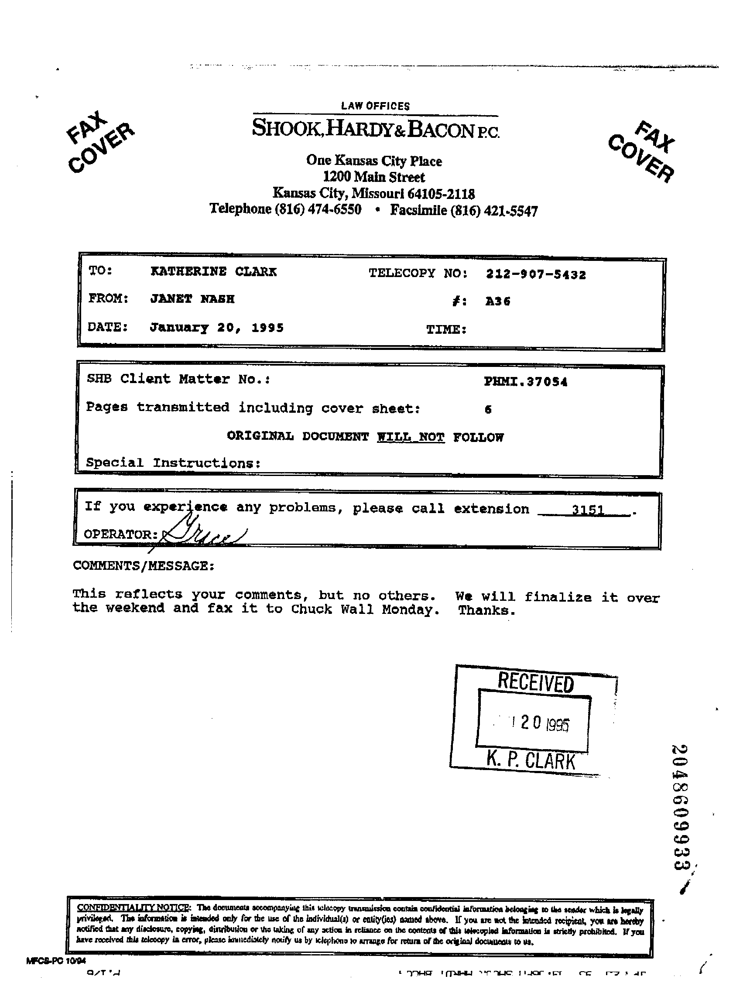 LAW OFFICES
FAX COVER
SHOOK, HARDY & BACON P.C.
FAX COVER
One Kansas City Place
1200 Main Street
Kansas City, Missouri 64105-2118
Telephone (816) 474-6550 • Facsimile (816) 421-5547
TO: KATHERINE CLARK TELECOPY NO: 212-907-5432
FROM: JANET NASH #: A36
DATE: January 20, 1995 TIME:
SHB Client Matter No.: PHMI.37054
Pages transmitted including cover sheet: 6
ORIGINAL DOCUMENT WILL NOT FOLLOW
Special Instructions:
If you experience any problems, please call extension 3151.
OPERATOR: Grace
COMMENTS/MESSAGE:
This reflects your comments, but no others. We will finalize it over
the weekend and fax it to Chuck Wall Monday. Thanks.
RECEIVED
1 20 1995
K. P. CLARK
2048609933
CONFIDENTIALITY NOTICE: The documents accompanying this telecopy transmission contain confidential information belonging to the sender which is legally
privileged. The information is intended only for the use of the individual(s) or entity(ies) named above. If you are not the intended recipient, you are hereby
notified that any disclosure, copying, distribution or the taking of any action in reliance on the contents of this telecopied information is strictly prohibited. If you
have received this telecopy in error, please immediately notify us by telephone to arrange for return of the original documents to us.
MFCS-PC 10/94